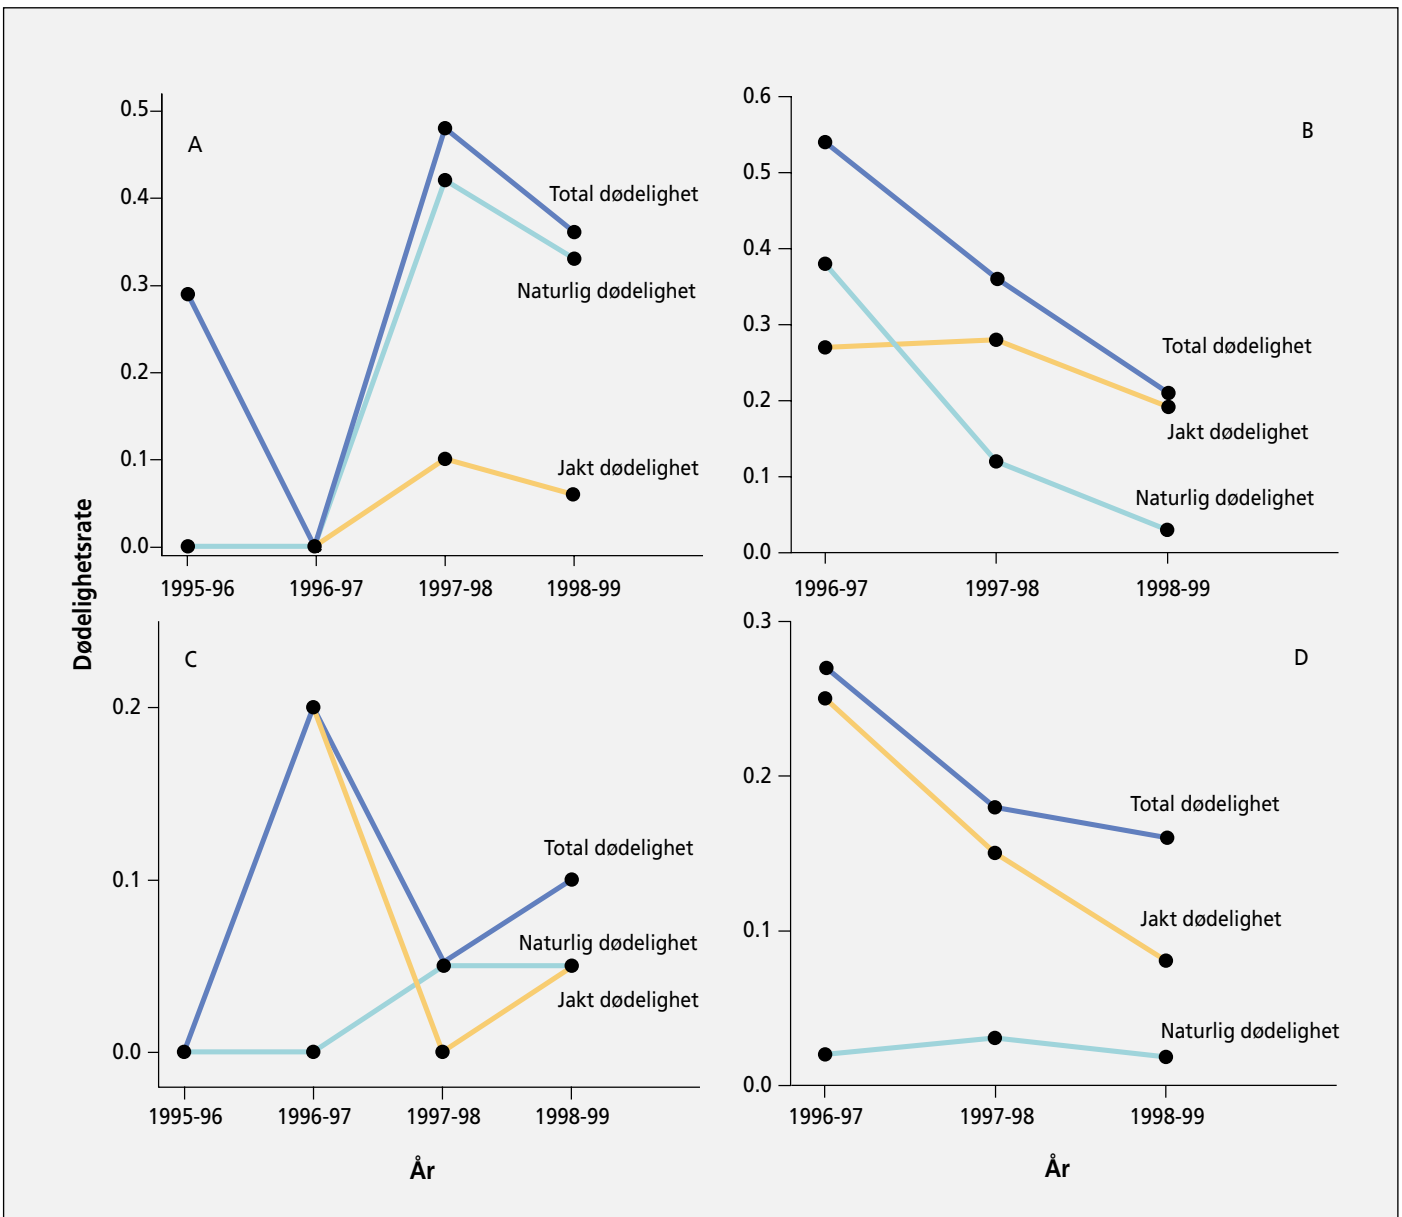 Dødelighetsrate
A
0.5
0.4
0.3
0.2
0.1
0.0
Total dødelighet
Naturlig dødelighet
Jakt dødelighet
1995-96 1996-97 1997-98 1998-99
B
0.6
0.5
0.4
0.3
0.2
0.1
0.0
Total dødelighet
Jakt dødelighet
Naturlig dødelighet
1996-97 1997-98 1998-99
C
0.2
0.1
0.0
Total dødelighet
Naturlig dødelighet
Jakt dødelighet
1995-96 1996-97 1997-98 1998-99
År
D
0.3
0.2
0.1
0.0
Total dødelighet
Jakt dødelighet
Naturlig dødelighet
1996-97 1997-98 1998-99
År